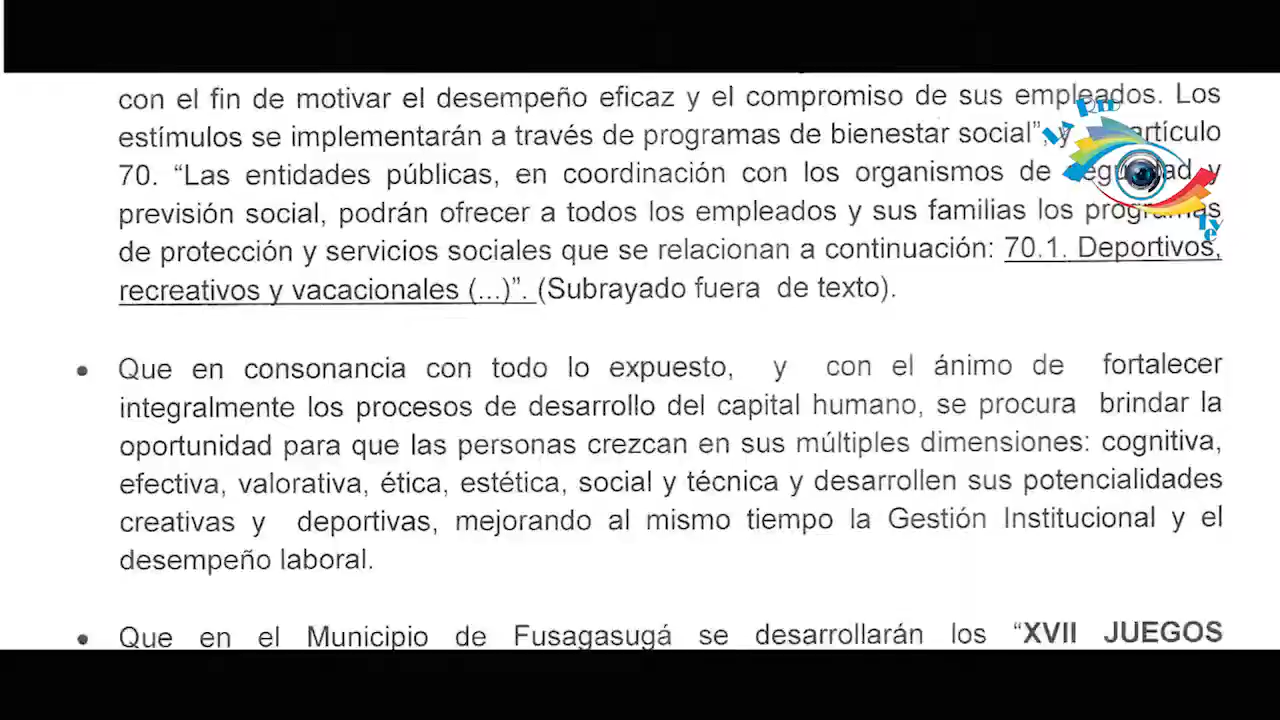 con el fin de motivar el desempeño eficaz y el compromiso de sus empleados. Los
estímulos se implementarán a través de programas de bienestar social”, y artículo
70. “Las entidades públicas, en coordinación con los organismos de seguridad y
previsión social, podrán ofrecer a todos los empleados y sus familias los programas
de protección y servicios sociales que se relacionan a continuación: 70.1. Deportivos,
recreativos y vacacionales (...)”. (Subrayado fuera de texto).
• Que en consonancia con todo lo expuesto, y con el ánimo de fortalecer
integralmente los procesos de desarrollo del capital humano, se procura brindar la
oportunidad para que las personas crezcan en sus múltiples dimensiones: cognitiva,
efectiva, valorativa, ética, estética, social y técnica y desarrollen sus potencialidades
creativas y deportivas, mejorando al mismo tiempo la Gestión Institucional y el
desempeño laboral.
• Que en el Municipio de Fusagasugá se desarrollarán los “XVII JUEGOS